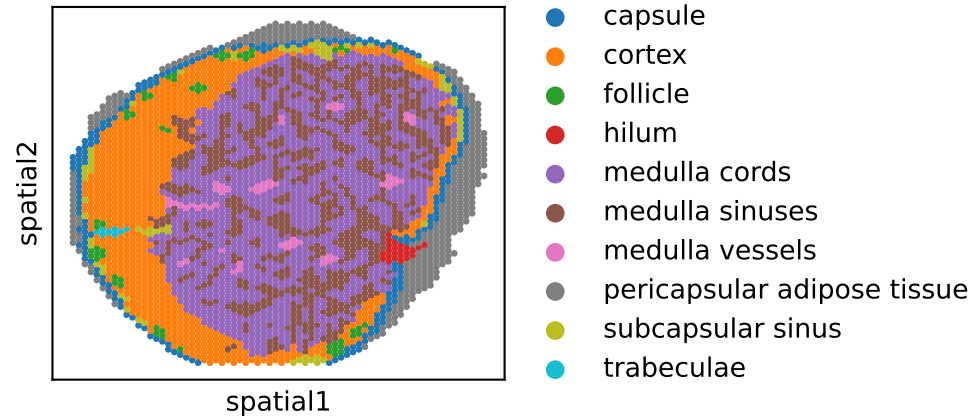 capsule
cortex
follicle
hilum
medulla cords
medulla sinuses
medulla vessels
pericapsular adipose tissue
subcapsular sinus
trabeculae
spatial2
spatial1